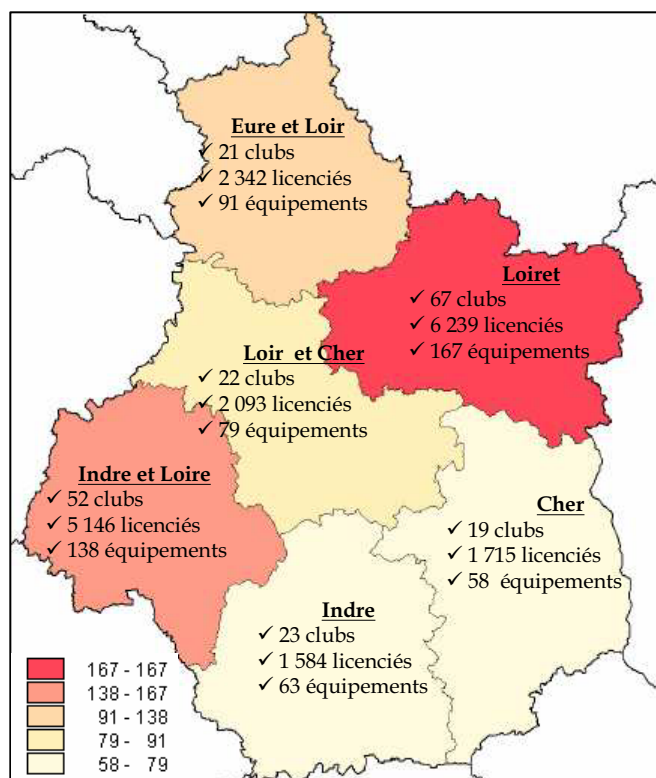 Eure et Loir
✓ 21 clubs
✓ 2 342 licenciés
✓ 91 équipements
Loiret
✓ 67 clubs
✓ 6 239 licenciés
✓ 167 équipements
Loir et Cher
✓ 22 clubs
✓ 2 093 licenciés
✓ 79 équipements
Indre et Loire
✓ 52 clubs
✓ 5 146 licenciés
✓ 138 équipements
Cher
✓ 19 clubs
✓ 1 715 licenciés
✓ 58 équipements
Indre
✓ 23 clubs
✓ 1 584 licenciés
✓ 63 équipements
167 - 167
138 - 167
91 - 138
79 - 91
58 - 79